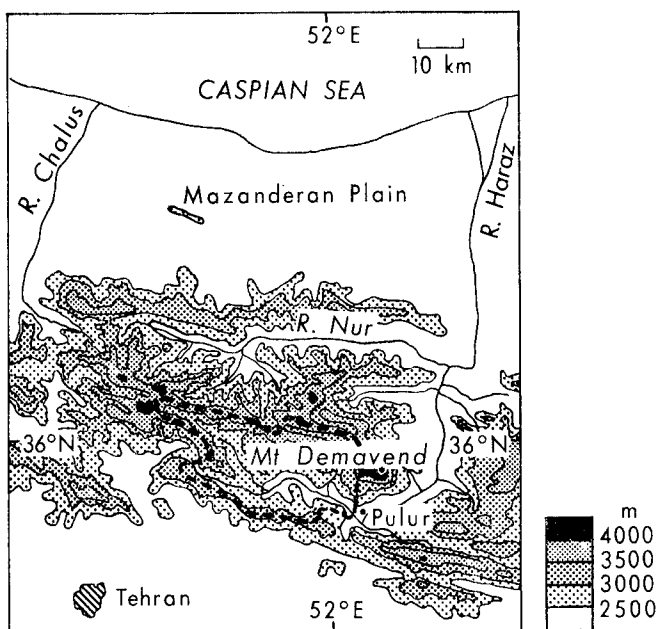 52°E
10 km
CASPIAN SEA
R. Chalus
R. Haraz
Mazanderan Plain
R. Nur
36°N
36°N
Mt Demavend
Pulur
Tehran
52°E
m
4000
3500
3000
2500